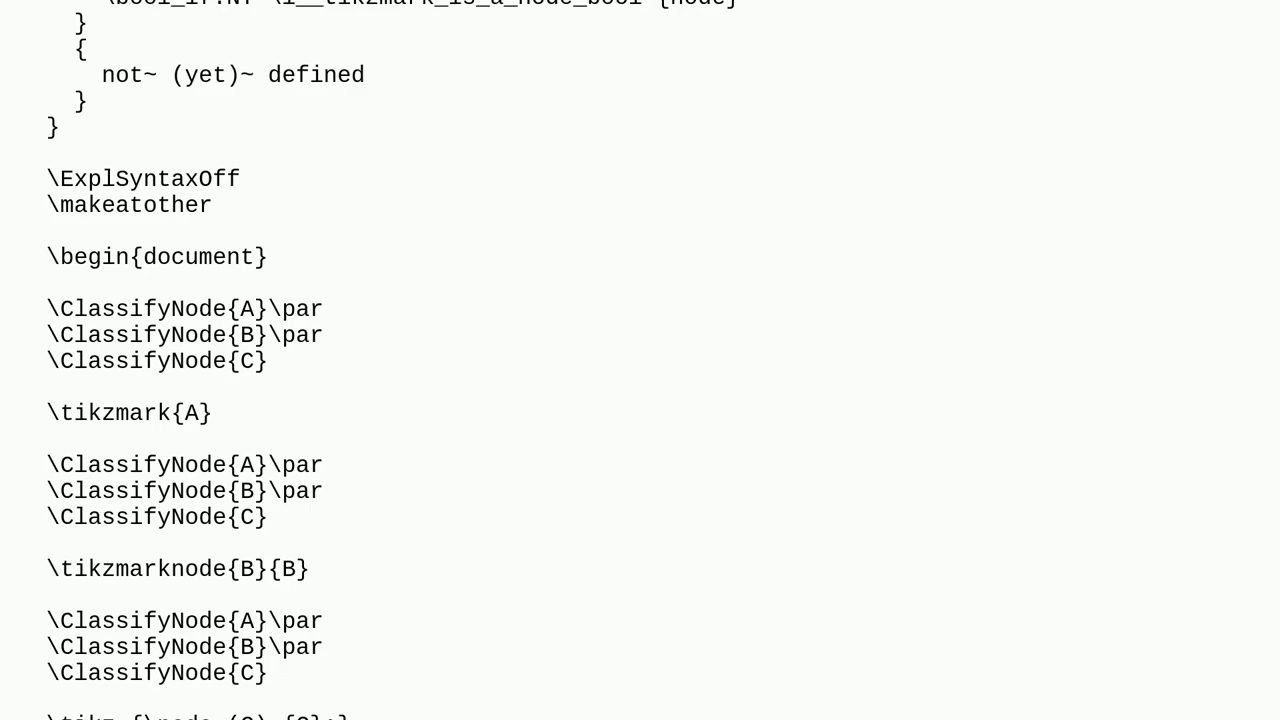 }
{
not~ (yet)~ defined
}
}
\ExplSyntaxOff
\makeatother
\begin{document}
\ClassifyNode{A}\par
\ClassifyNode{B}\par
\ClassifyNode{C}
\tikzmark{A}
\ClassifyNode{A}\par
\ClassifyNode{B}\par
\ClassifyNode{C}
\tikzmarknode{B}{B}
\ClassifyNode{A}\par
\ClassifyNode{B}\par
\ClassifyNode{C}